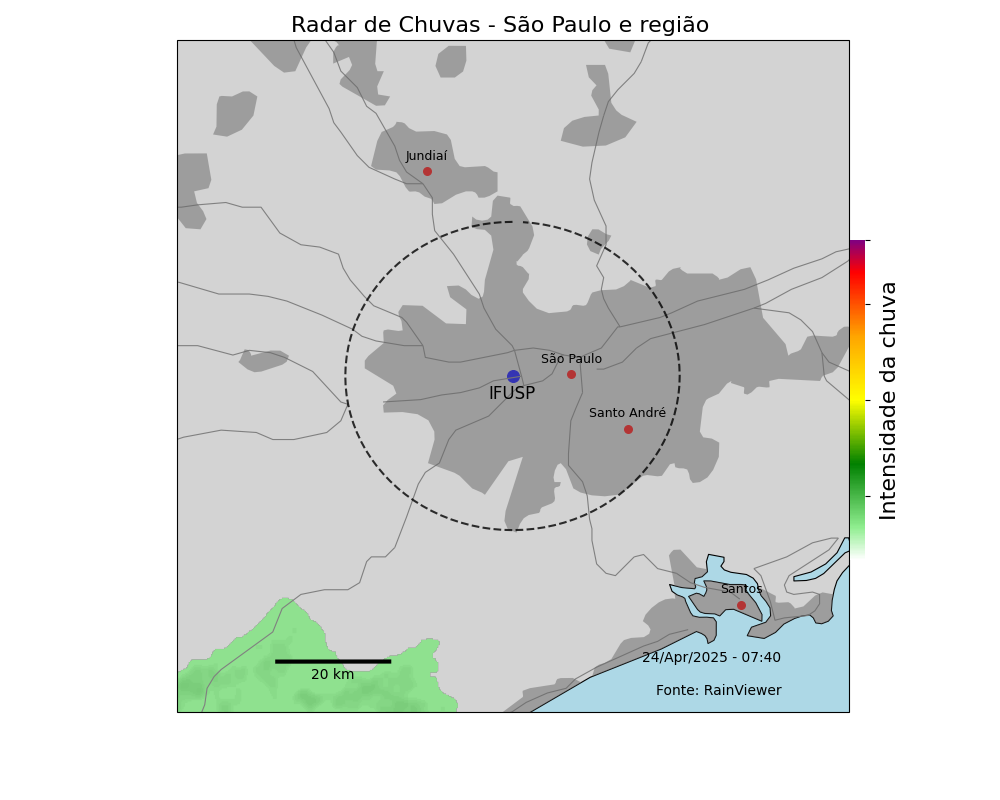 Radar de Chuvas - São Paulo e região
Jundiaí
São Paulo
IFUSP
Santo André
Intensidade da chuva
Santos
24/Apr/2025 - 07:40
20 km
Fonte: RainViewer